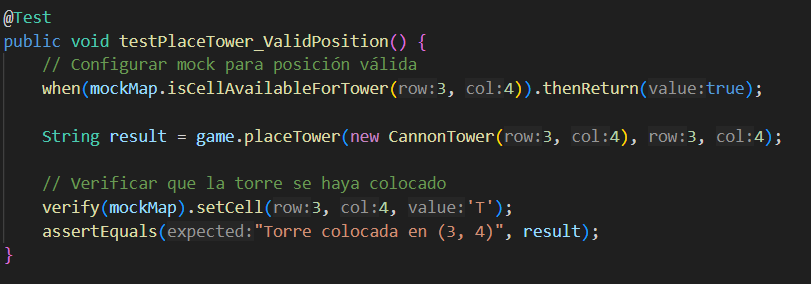 @Test
public void testPlaceTower_ValidPosition() {
// Configurar mock para posición válida
when(mockMap.isCellAvailableForTower(row:3, col:4)).thenReturn(value:true);
String result = game.placeTower(new CannonTower(row:3, col:4), row:3, col:4);
// Verificar que la torre se haya colocado
verify(mockMap).setCell(row:3, col:4, value:'T');
assertEquals(expected:"Torre colocada en (3, 4)", result);
}